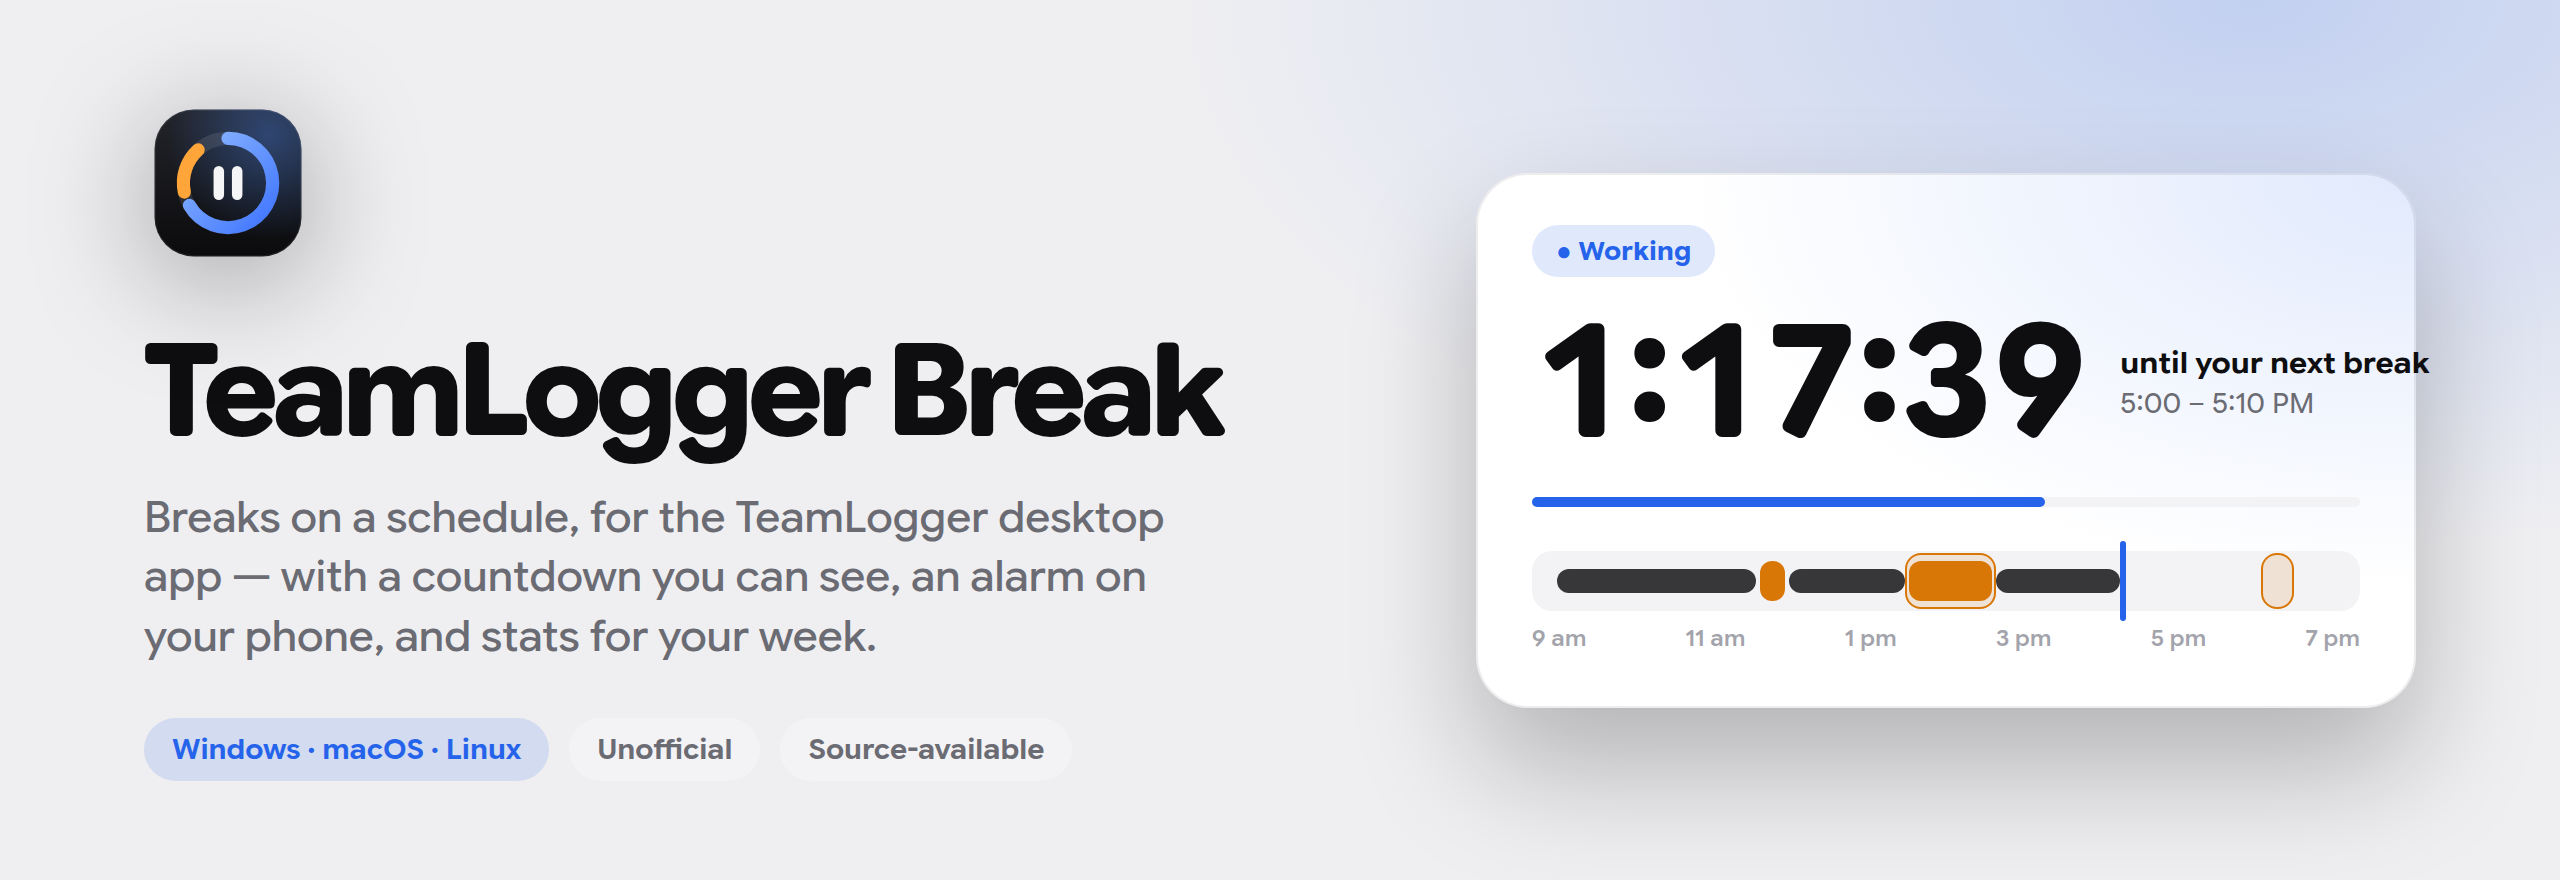 TeamLogger Break
Breaks on a schedule, for the TeamLogger desktop
app — with a countdown you can see, an alarm on
your phone, and stats for your week.
Windows · macOS · Linux
Unofficial
Source-available
● Working
1:17:39
until your next break
5:00 – 5:10 PM
9 am 11 am 1 pm 3 pm 5 pm 7 pm